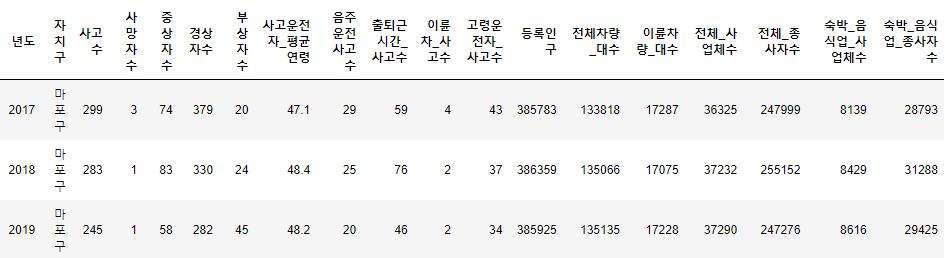 년도 자치구 사고수 사망자수 중상자수 경상자수 부상자수 사고운전자_평균연령 음주운전사고수 출퇴근시간_사고수 이륜차_사고수 고령운전자_사고수 등록인구 전체차량_대수 이륜차량_대수 전체_사업체수 전체_종사자수 숙박_음식업_사업체수 숙박_음식업_종사자수
2017 마포구 299 3 74 379 20 47.1 29 59 4 43 385783 133818 17287 36325 247999 8139 28793
2018 마포구 283 1 83 330 24 48.4 25 76 2 37 386359 135066 17075 37232 255152 8429 31288
2019 마포구 245 1 58 282 45 48.2 20 46 2 34 385925 135135 17228 37290 247276 8616 29425